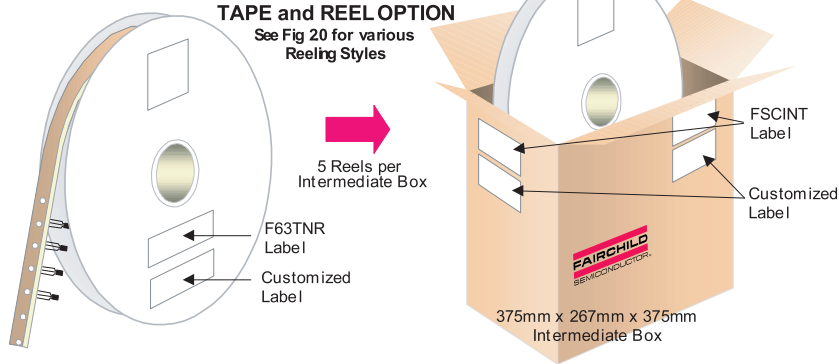 TAPE and REEL OPTION
See Fig 20 for various
Reeling Styles
5 Reels per
Intermediate Box
F63TNR
Label
Customized
Label
FSCINT
Label
Customized
Label
FAIRCHILD
SEMICONDUCTOR™
375mm x 267mm x 375mm
Intermediate Box